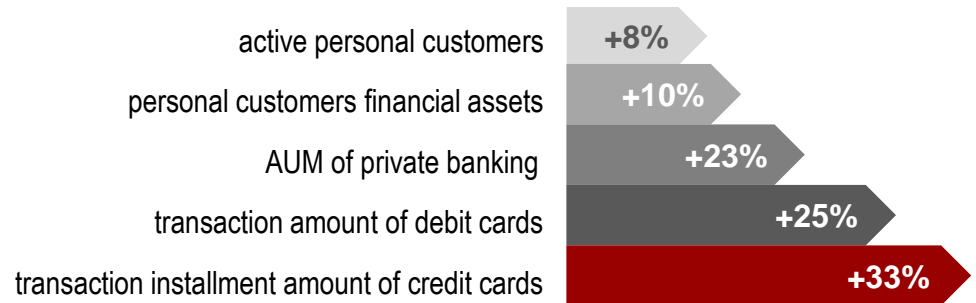 active personal customers +8%
personal customers financial assets +10%
AUM of private banking +23%
transaction amount of debit cards +25%
transaction installment amount of credit cards +33%